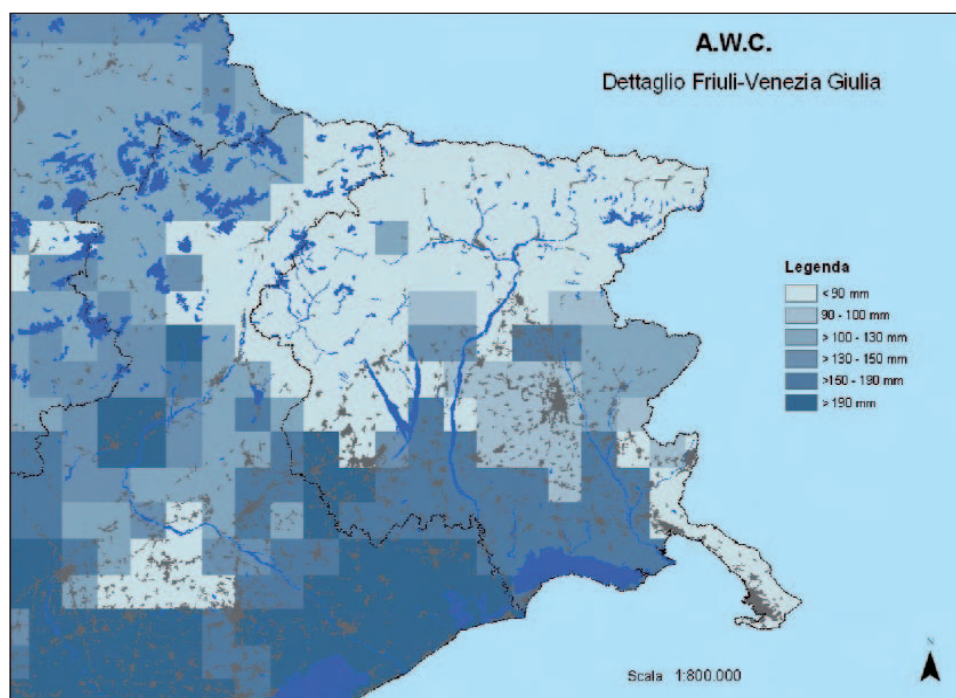 A.W.C.
Dettaglio Friuli-Venezia Giulia
Legenda
< 90 mm
90 - 100 mm
> 100 - 130 mm
>130 - 150 mm
>150 - 190 mm
> 190 mm
N
Scala 1:800.000